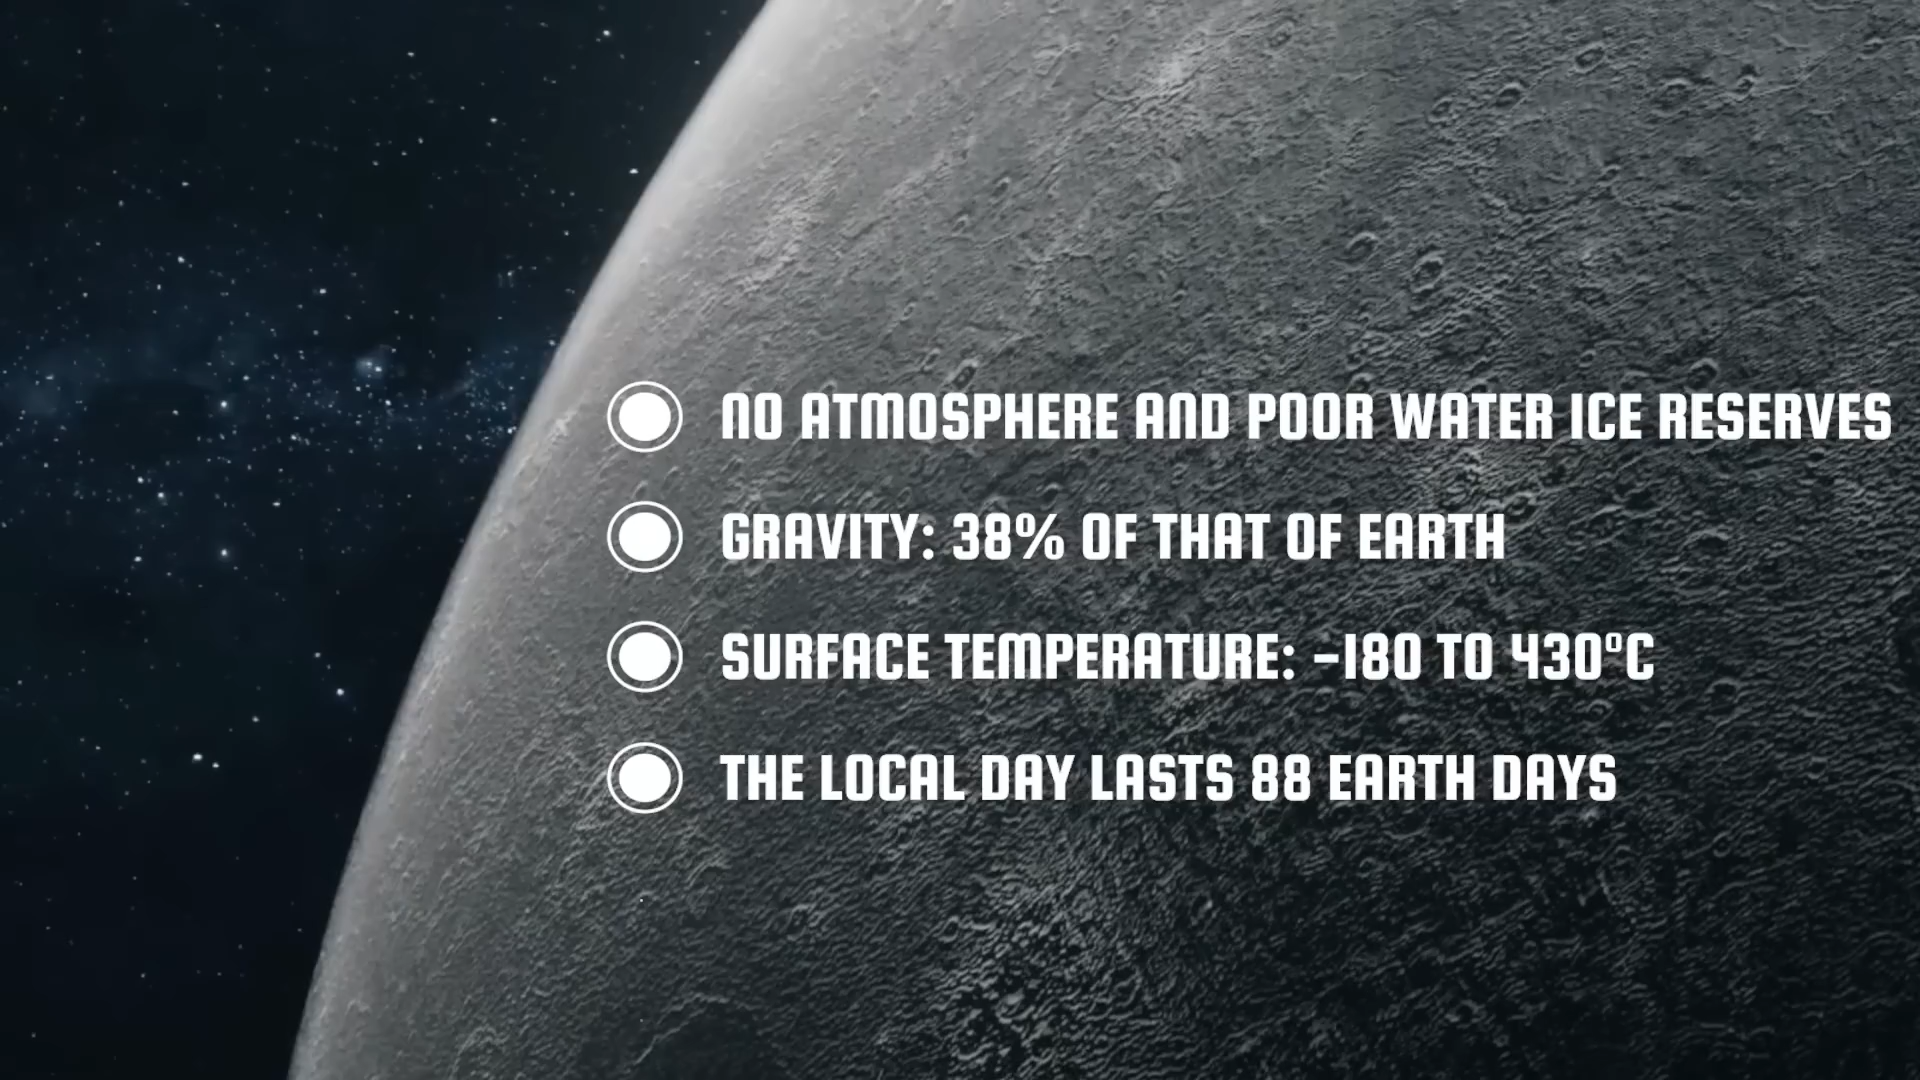 NO ATMOSPHERE AND POOR WATER ICE RESERVES
GRAVITY: 38% OF THAT OF EARTH
SURFACE TEMPERATURE: -180 TO 430°C
THE LOCAL DAY LASTS 88 EARTH DAYS